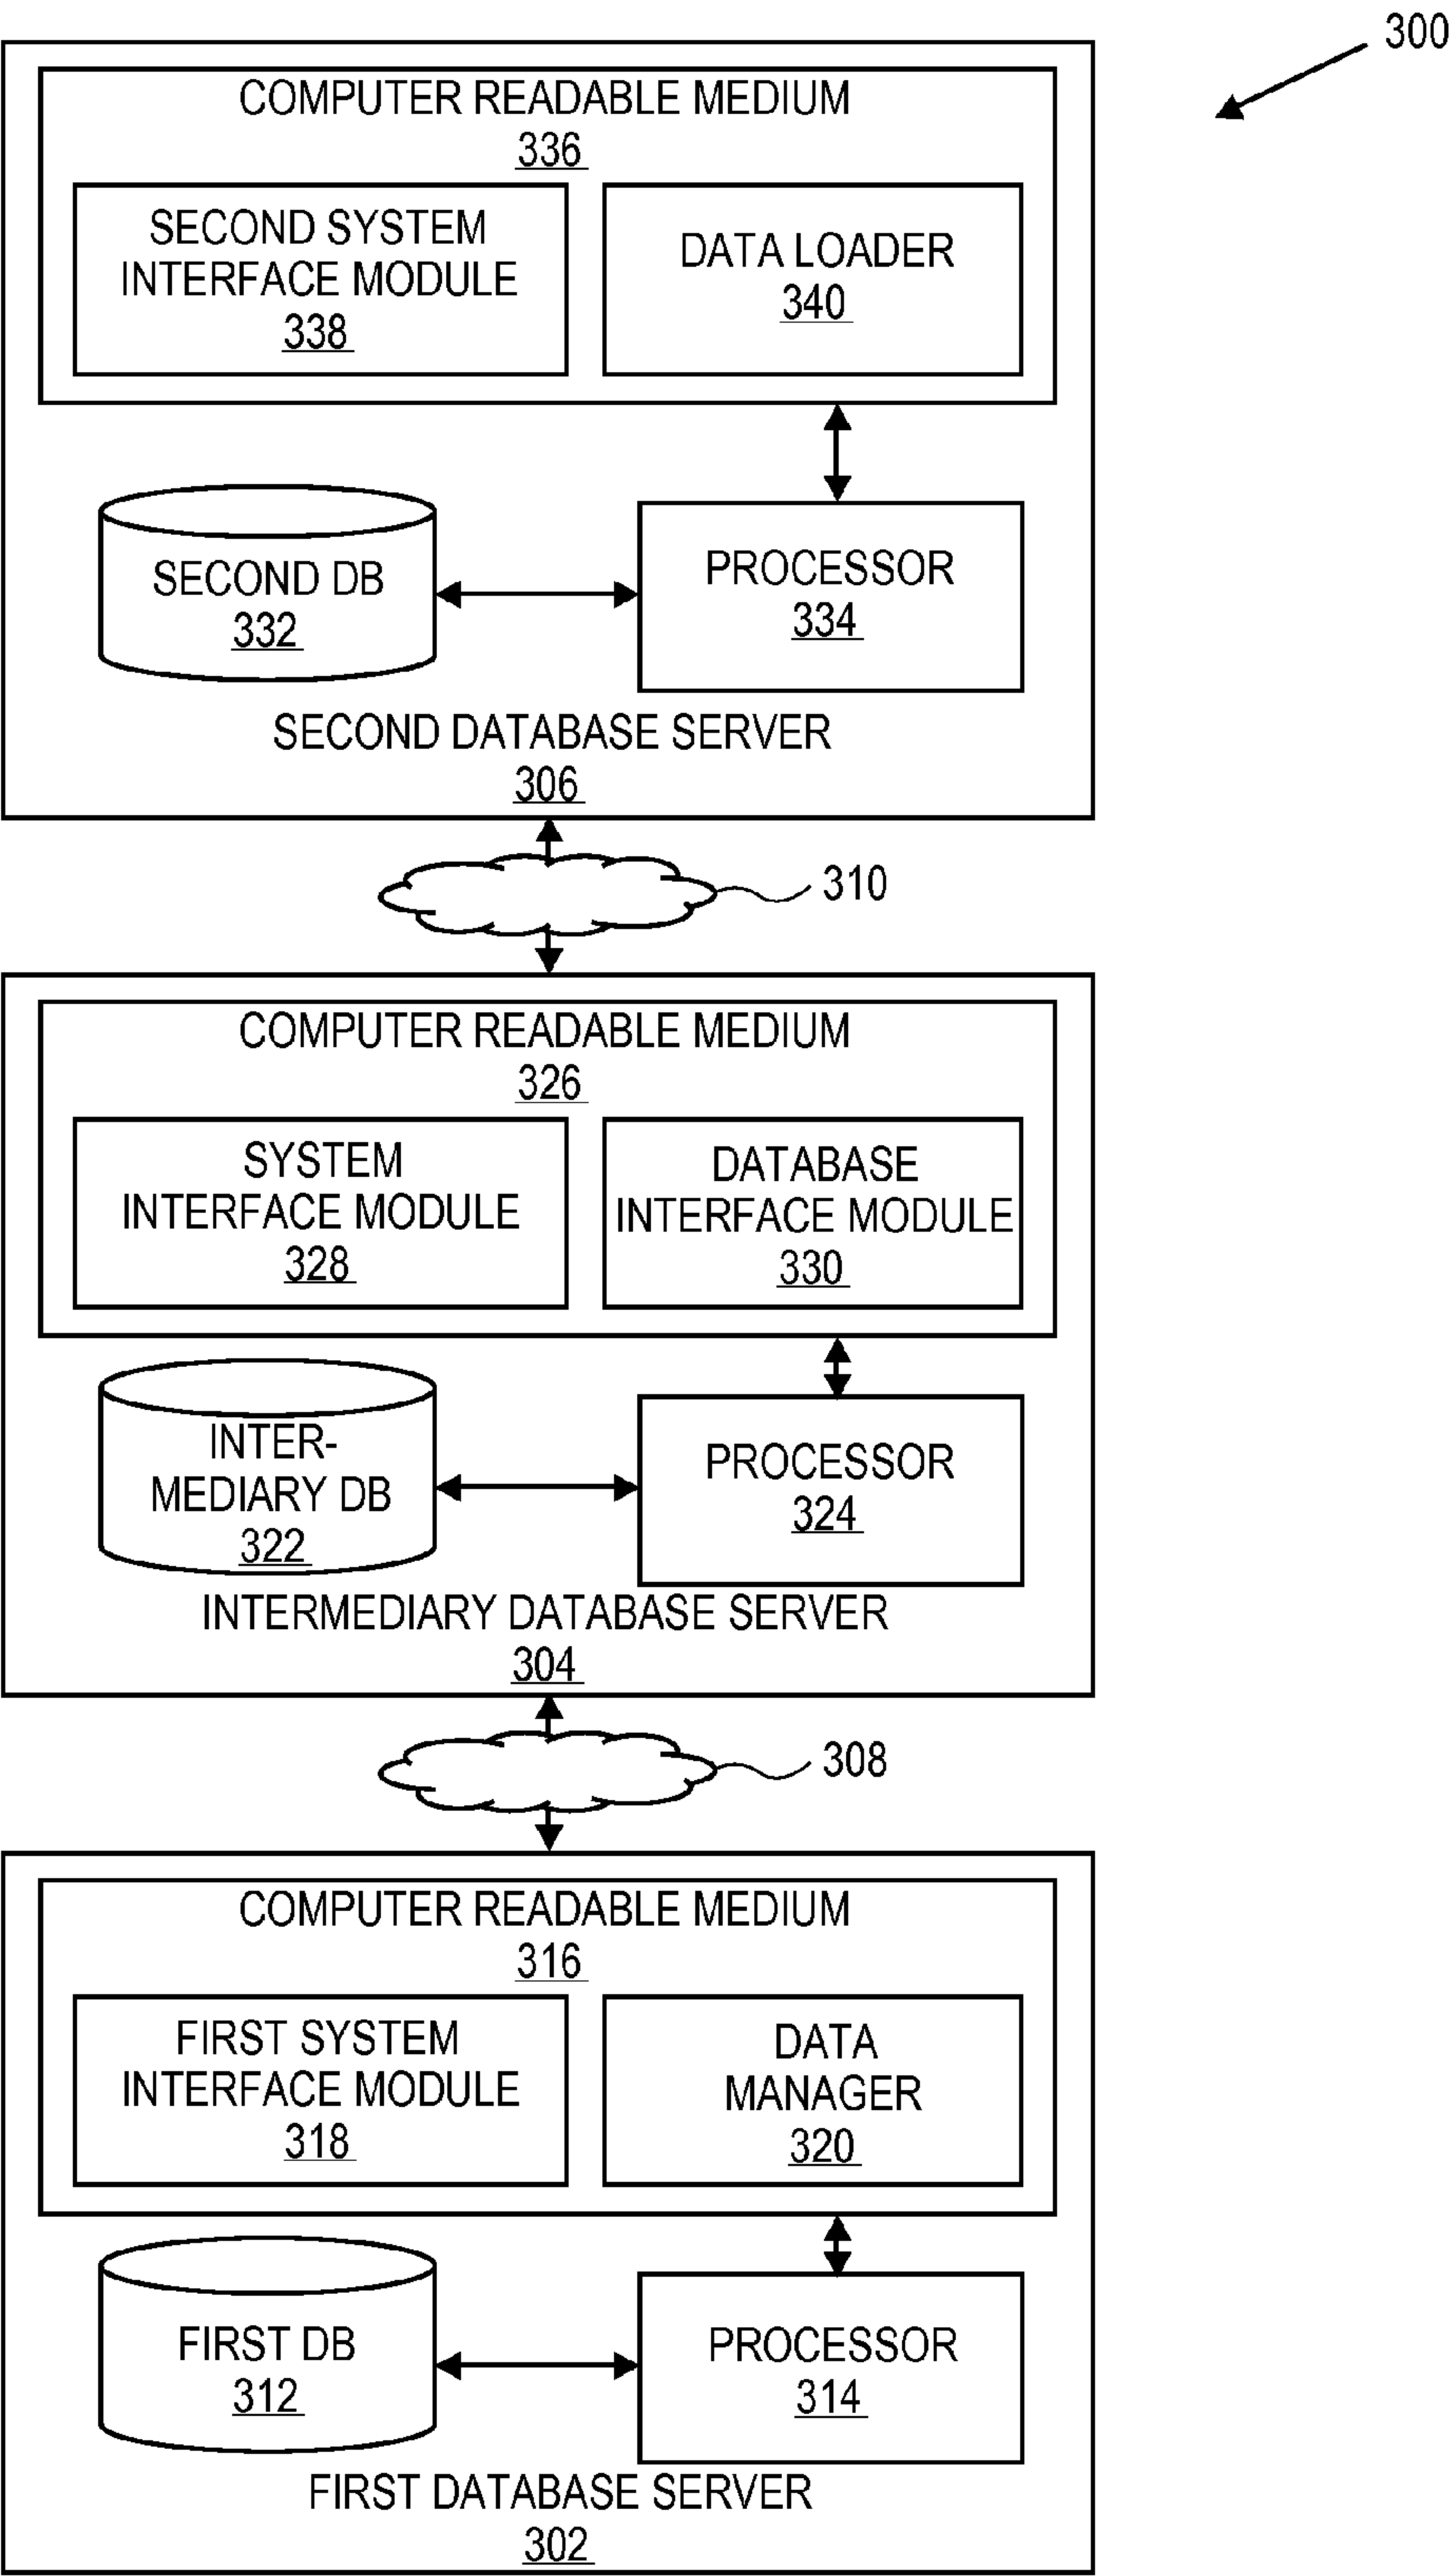 300
COMPUTER READABLE MEDIUM
336
SECOND SYSTEM
INTERFACE MODULE
338
DATA LOADER
340
SECOND DB
332
PROCESSOR
334
SECOND DATABASE SERVER
306
310
COMPUTER READABLE MEDIUM
326
SYSTEM
INTERFACE MODULE
328
DATABASE
INTERFACE MODULE
330
INTER-
MEDIARY DB
322
PROCESSOR
324
INTERMEDIARY DATABASE SERVER
304
308
COMPUTER READABLE MEDIUM
316
FIRST SYSTEM
INTERFACE MODULE
318
DATA
MANAGER
320
FIRST DB
312
PROCESSOR
314
FIRST DATABASE SERVER
302